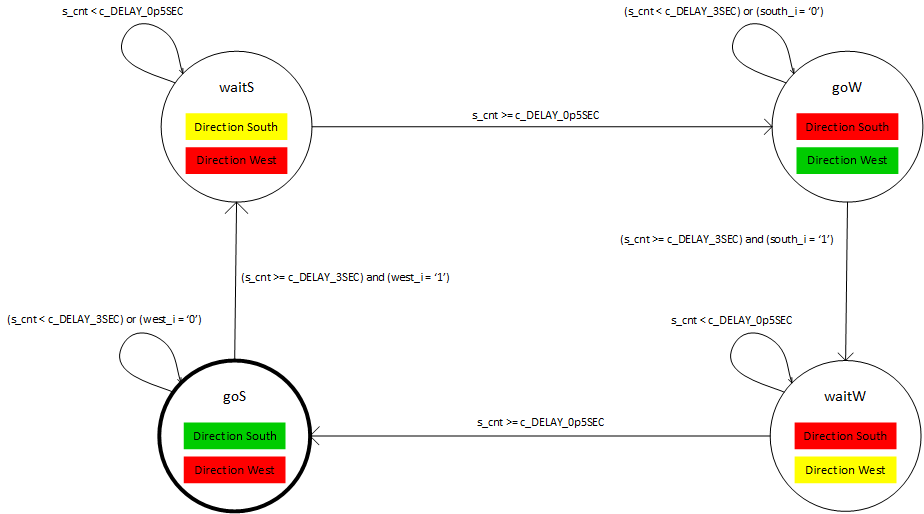 s_cnt < c_DELAY_0p5SEC
(s_cnt < c_DELAY_3SEC) or (south_i = ‘0’)
waitS
Direction South
Direction West
s_cnt >= c_DELAY_0p5SEC
goW
Direction South
Direction West
(s_cnt >= c_DELAY_3SEC) and (south_i = ‘1’)
(s_cnt >= c_DELAY_3SEC) and (west_i = ‘1’)
(s_cnt < c_DELAY_3SEC) or (west_i = ‘0’)
s_cnt < c_DELAY_0p5SEC
goS
Direction South
Direction West
s_cnt >= c_DELAY_0p5SEC
waitW
Direction South
Direction West